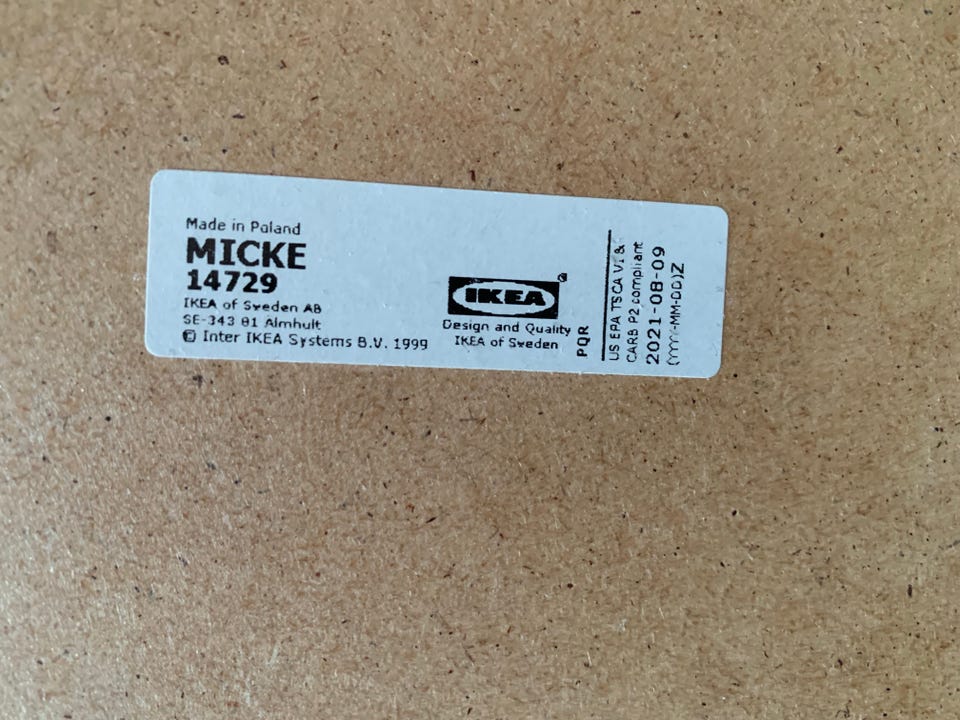 Made in Poland
MICKE
14729
IKEA of Sweden AB
SE-343 81 Älmhult
© Inter IKEA Systems B.V. 1999
IKEA®
Design and Quality
IKEA of Sweden
PQR
US EPA TSCA VI &
CARB P2 compliant
2021-08-09
(YYYY-MM-DD)Z